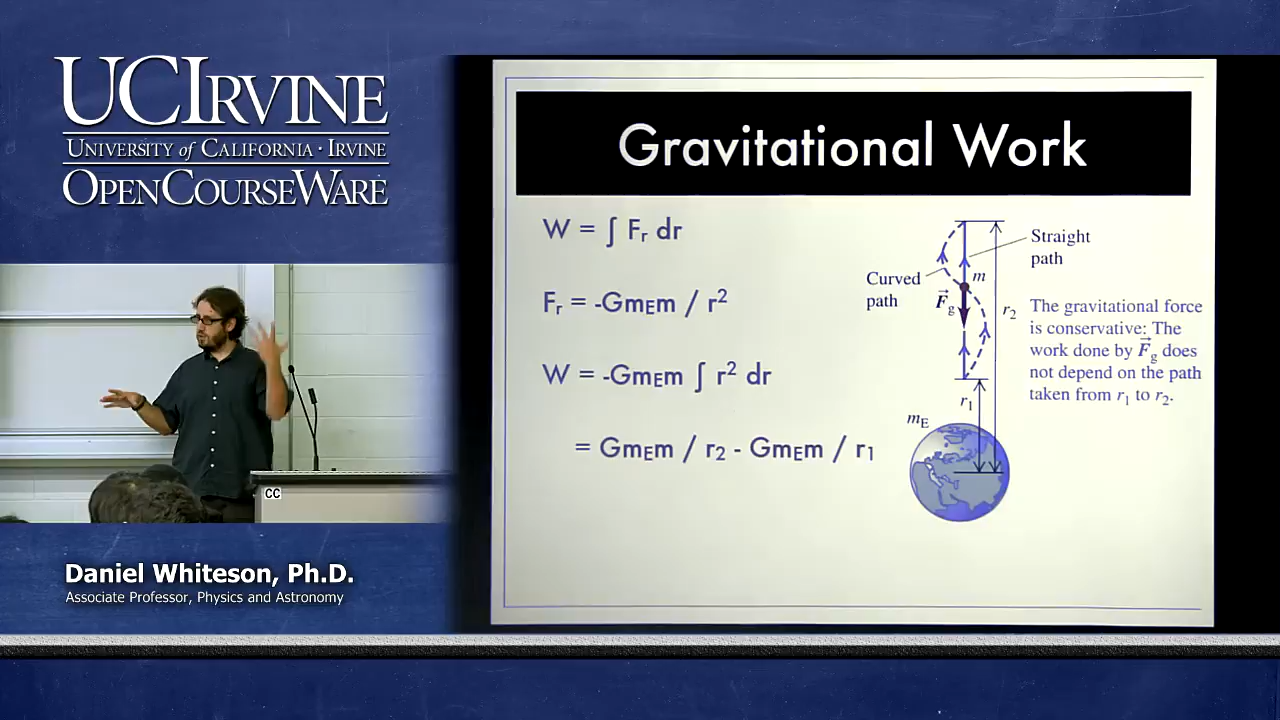 UCIRVINE
UNIVERSITY of CALIFORNIA · IRVINE
OPENCOURSEWARE
Gravitational Work
W = ∫ Fr dr
Fr = -GmEm / r²
W = -GmEm ∫ r² dr
= GmEm / r2 - GmEm / r1
Straight
path
Curved
path
m
F⃗g
r2
r1
mE
The gravitational force
is conservative: The
work done by F⃗g does
not depend on the path
taken from r1 to r2.
CC
Daniel Whiteson, Ph.D.
Associate Professor, Physics and Astronomy